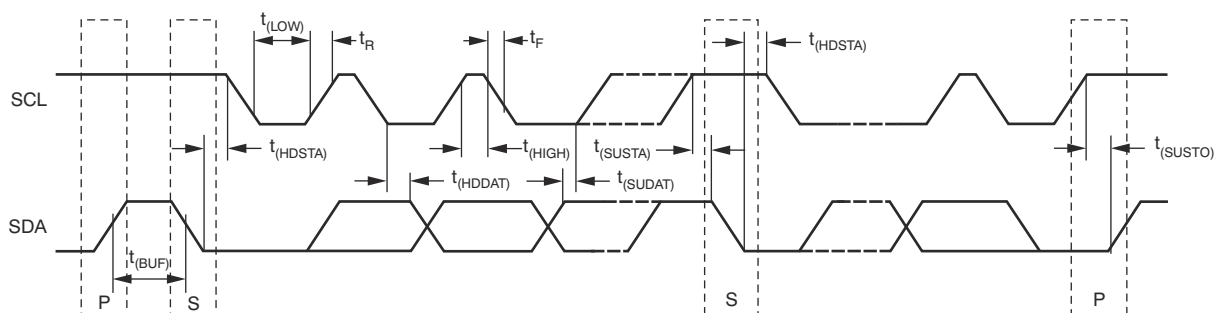 t(LOW)
tR
tF
t(HDSTA)
SCL
t(HDSTA)
t(HIGH)
t(SUSTA)
t(SUSTO)
t(HDDAT)
t(SUDAT)
SDA
t(BUF)
P
S
S
P